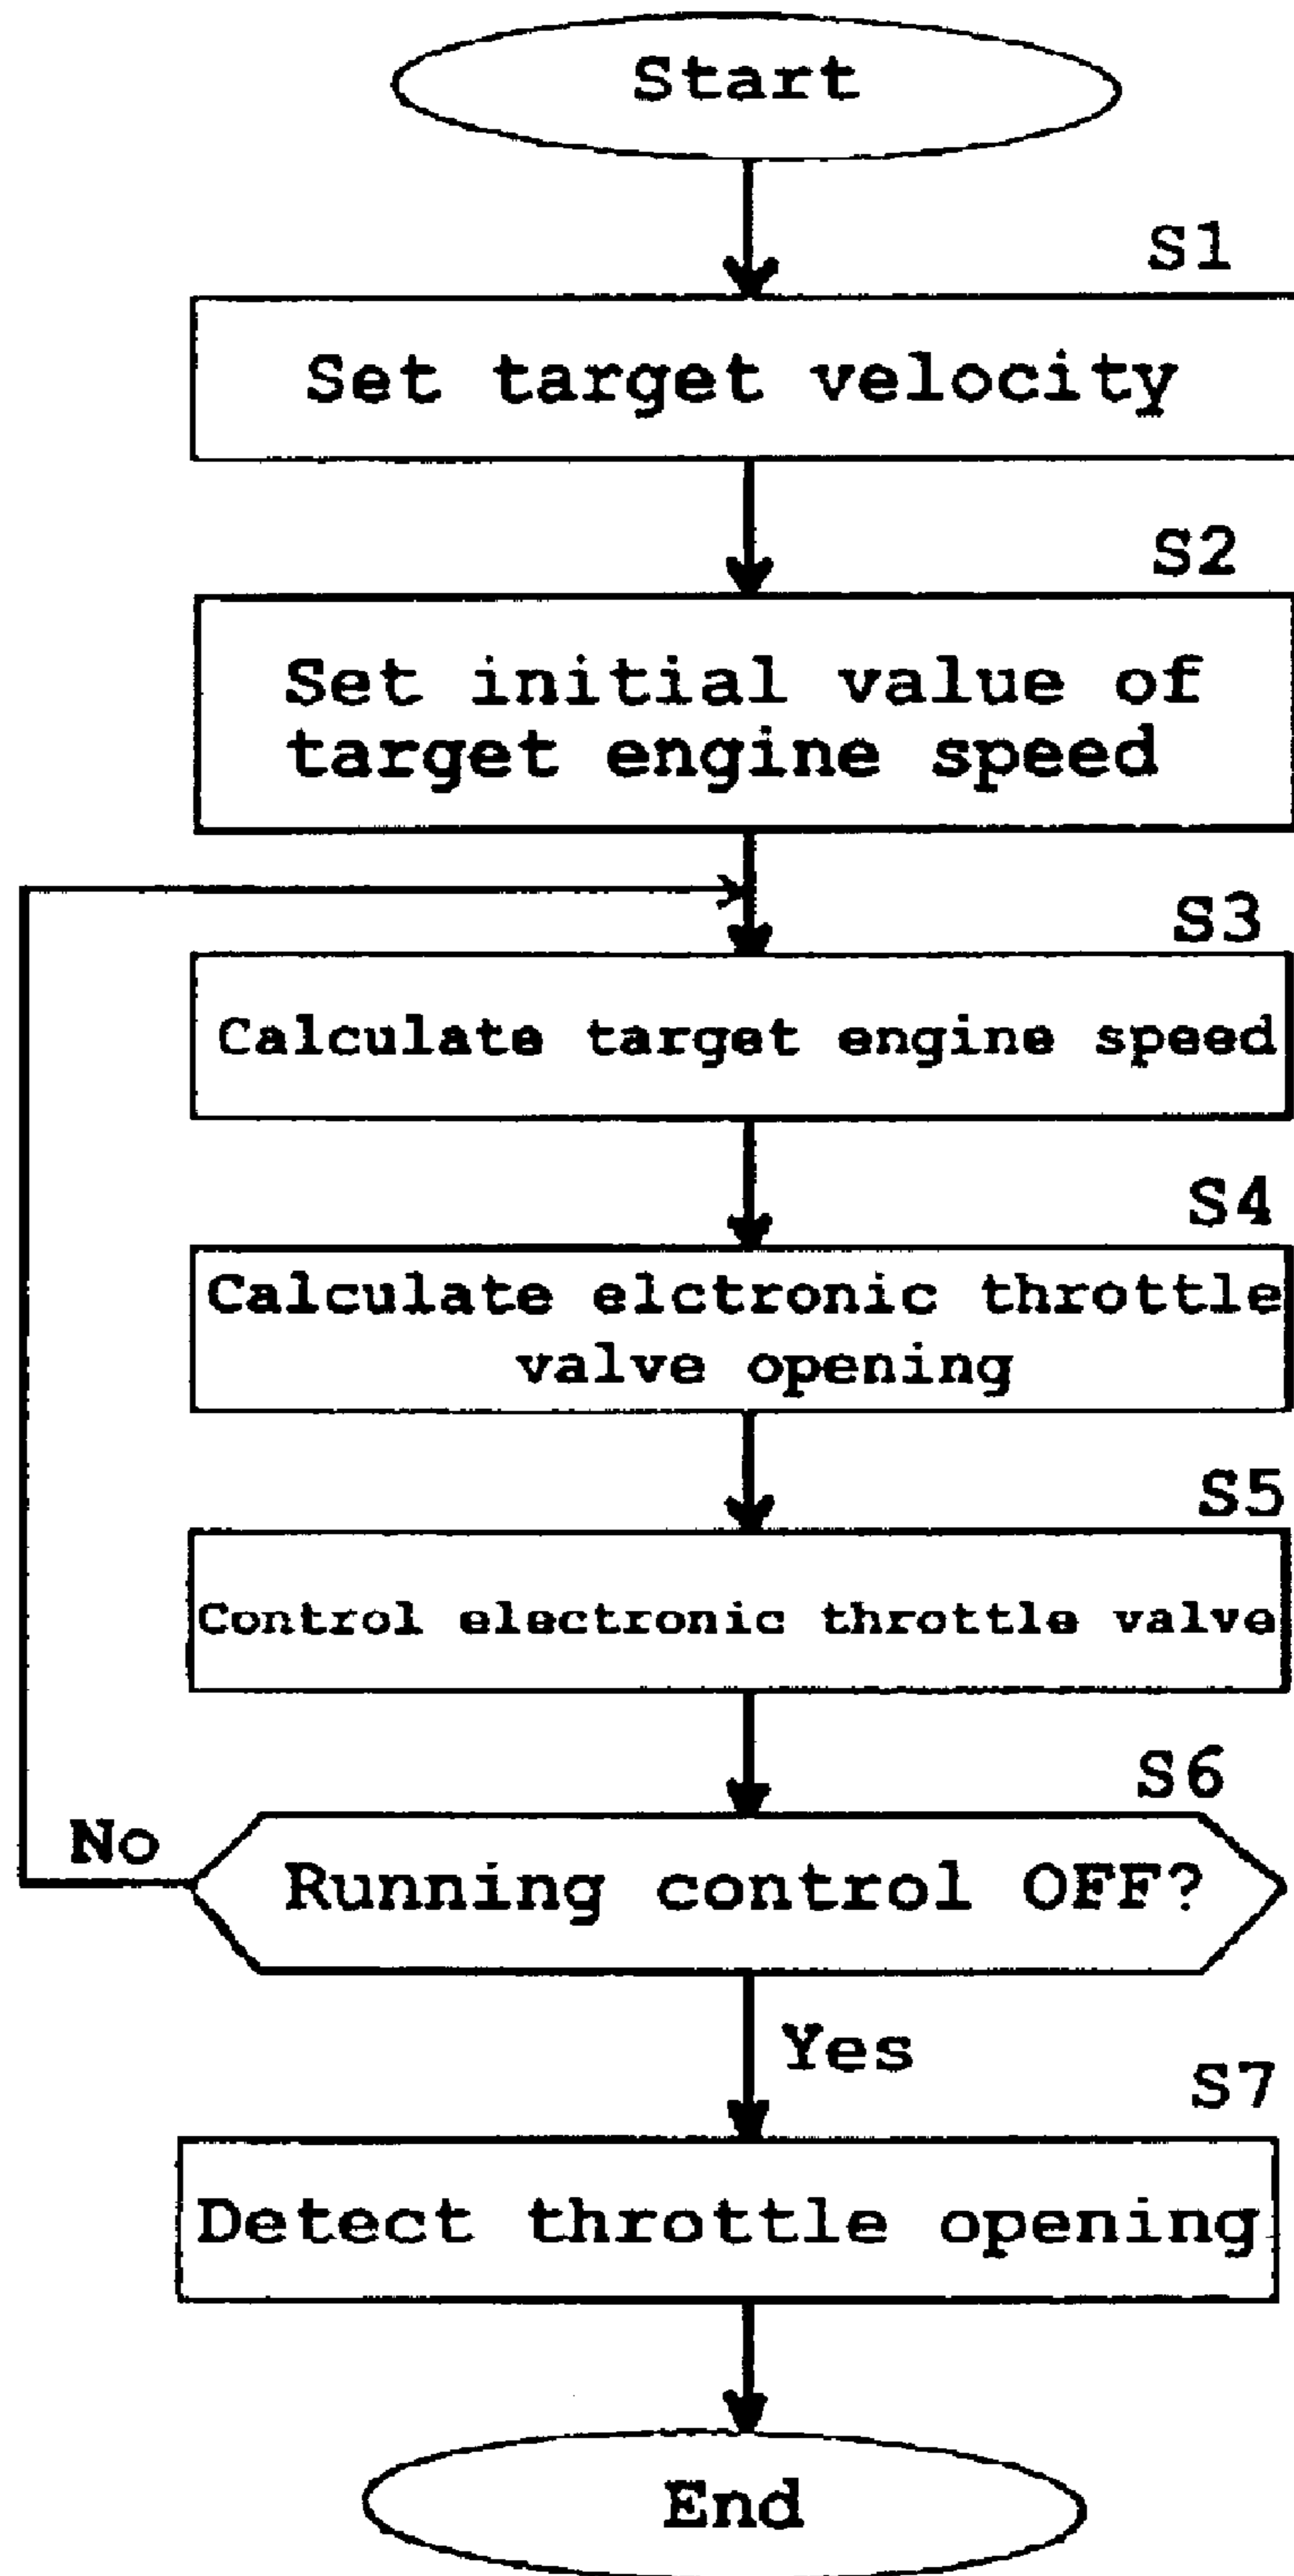 Start
S1
Set target velocity
S2
Set initial value of
target engine speed
S3
Calculate target engine speed
S4
Calculate elctronic throttle
valve opening
S5
Control electronic throttle valve
S6
No
Running control OFF?
Yes
S7
Detect throttle opening
End